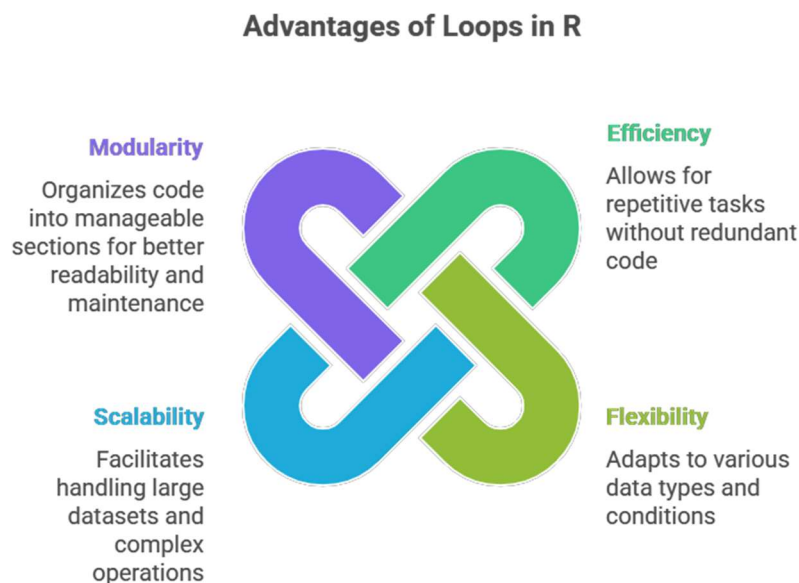 Advantages of Loops in R
Modularity
Organizes code
into manageable
sections for better
readability and
maintenance
Efficiency
Allows for
repetitive tasks
without redundant
code
Scalability
Facilitates
handling large
datasets and
complex
operations
Flexibility
Adapts to various
data types and
conditions